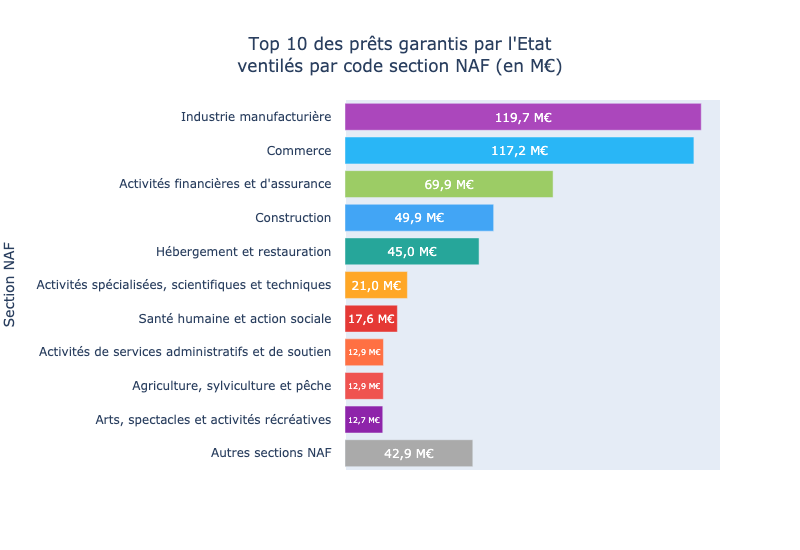 Top 10 des prêts garantis par l'Etat
ventilés par code section NAF (en M€)
Section NAF
Industrie manufacturière 119,7 M€
Commerce 117,2 M€
Activités financières et d'assurance 69,9 M€
Construction 49,9 M€
Hébergement et restauration 45,0 M€
Activités spécialisées, scientifiques et techniques 21,0 M€
Santé humaine et action sociale 17,6 M€
Activités de services administratifs et de soutien 12,9 M€
Agriculture, sylviculture et pêche 12,9 M€
Arts, spectacles et activités récréatives 12,7 M€
Autres sections NAF 42,9 M€